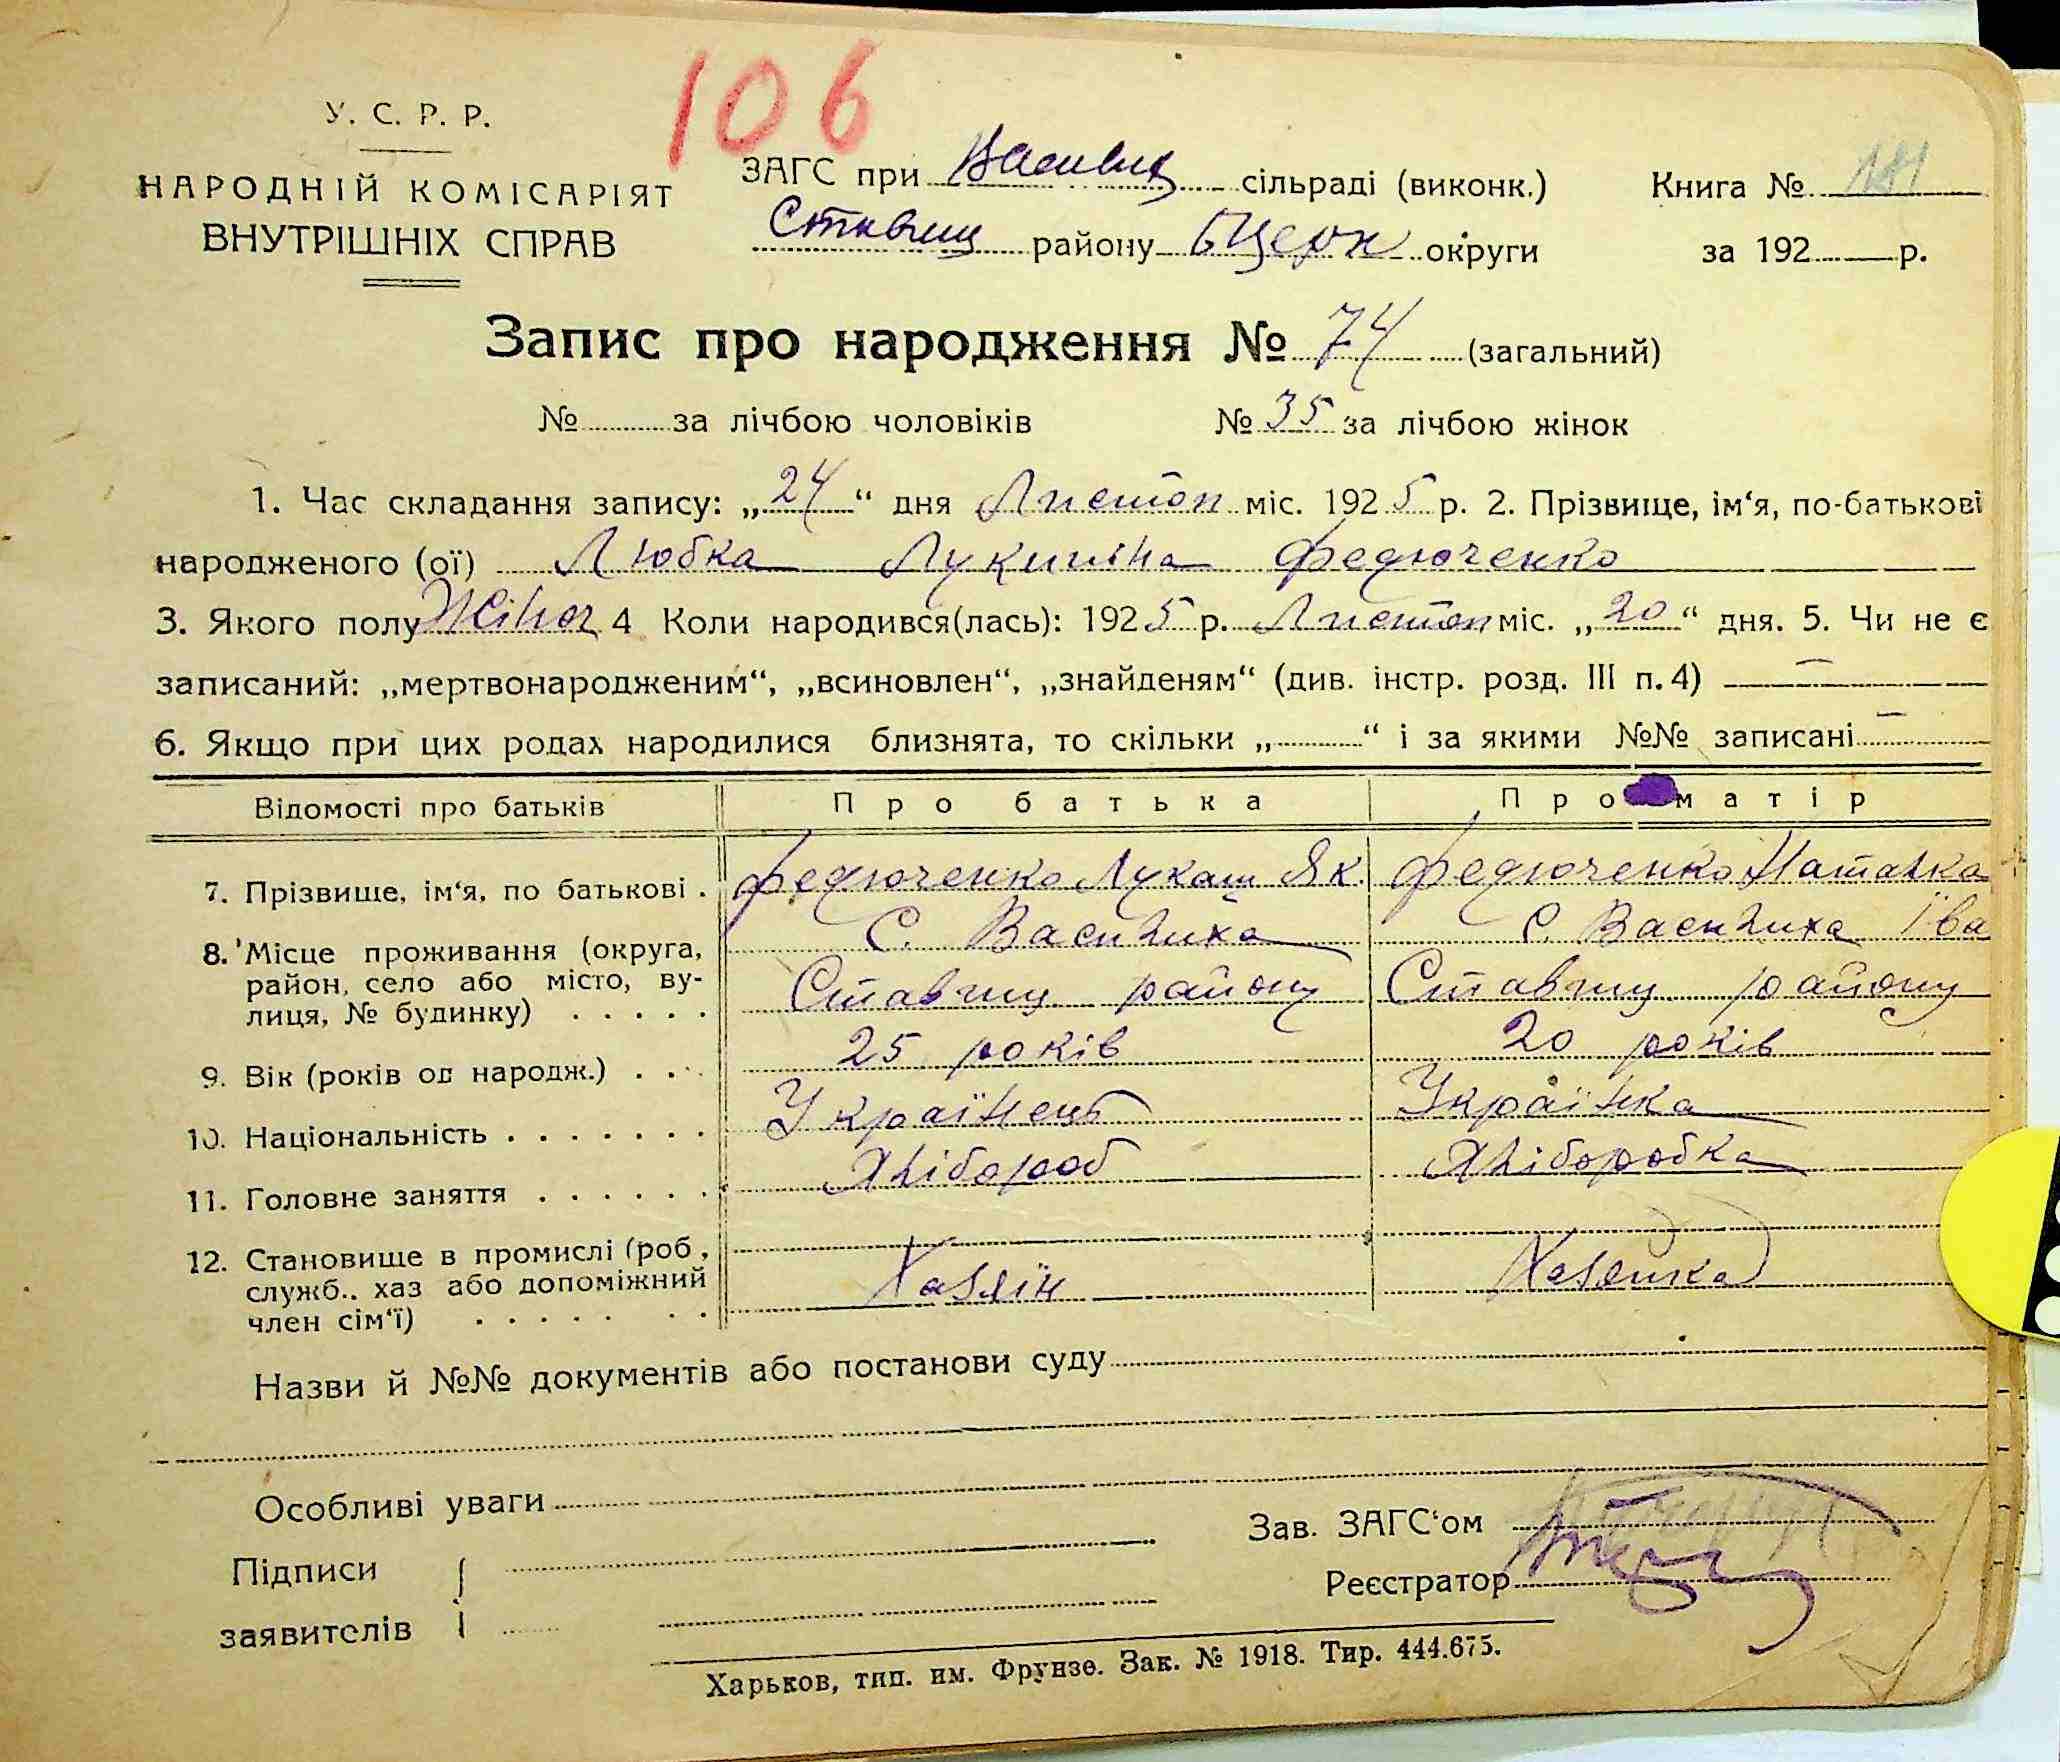 106
У. С. Р. Р.
НАРОДНІЙ КОМІСАРІЯТ
ВНУТРІШНІХ СПРАВ
ЗАГС при сільраді (виконк.)
Ставищ району БЦерк округи
Книга № 181
за 192 р.
Запис про народження № 74 (загальний)
№ за лічбою чоловіків № 35 за лічбою жінок
1. Час складання запису: „24“ дня Листоп міс. 1925 р. 2. Прізвище, ім‘я, по-батькові
народженого (ої) Любка Лукишна Федюченко
3. Якого полу Жіноч 4 Коли народився(лась): 1925 р. Листоп міс. „20“ дня. 5. Чи не є
записаний: „мертвонародженим“, „всиновлен“, „знайденям“ (див. інстр. розд. III п. 4) —
6. Якщо при цих родах народилися близнята, то скільки „ “ і за якими №№ записані —
Відомості про батьків Про батька Про матір
7. Прізвище, ім‘я, по батькові . Федюченко Лукаш Як. Федюченко Наталка
Іва
8. Місце проживання (округа, район, село або місто, ву-
лиця, № будинку) . . . . . С. Василиха С. Василиха
Ставищ району Ставищ району
9. Вік (років од народж.) . . . 25 років 20 років
10. Національність . . . . . . . Українець Українка
11. Головне заняття . . . . . . Хлібороб Хліборобка
12. Становище в промислі (роб,
служб.. хаз або допоміжний
член сім‘ї) . . . . . . . Хазяїн Хазяйка
Назви й №№ документів або постанови суду
Особливі уваги
Зав. ЗАГС‘ом
Підписи
заявителів
Реєстратор
Харьков, тип. им. Фрунзе. Зак. № 1918. Тир. 444.675.